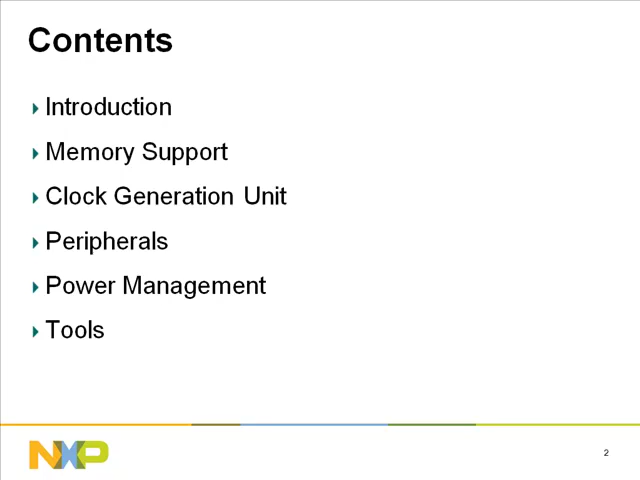 Contents
Introduction
Memory Support
Clock Generation Unit
Peripherals
Power Management
Tools
NXP
2